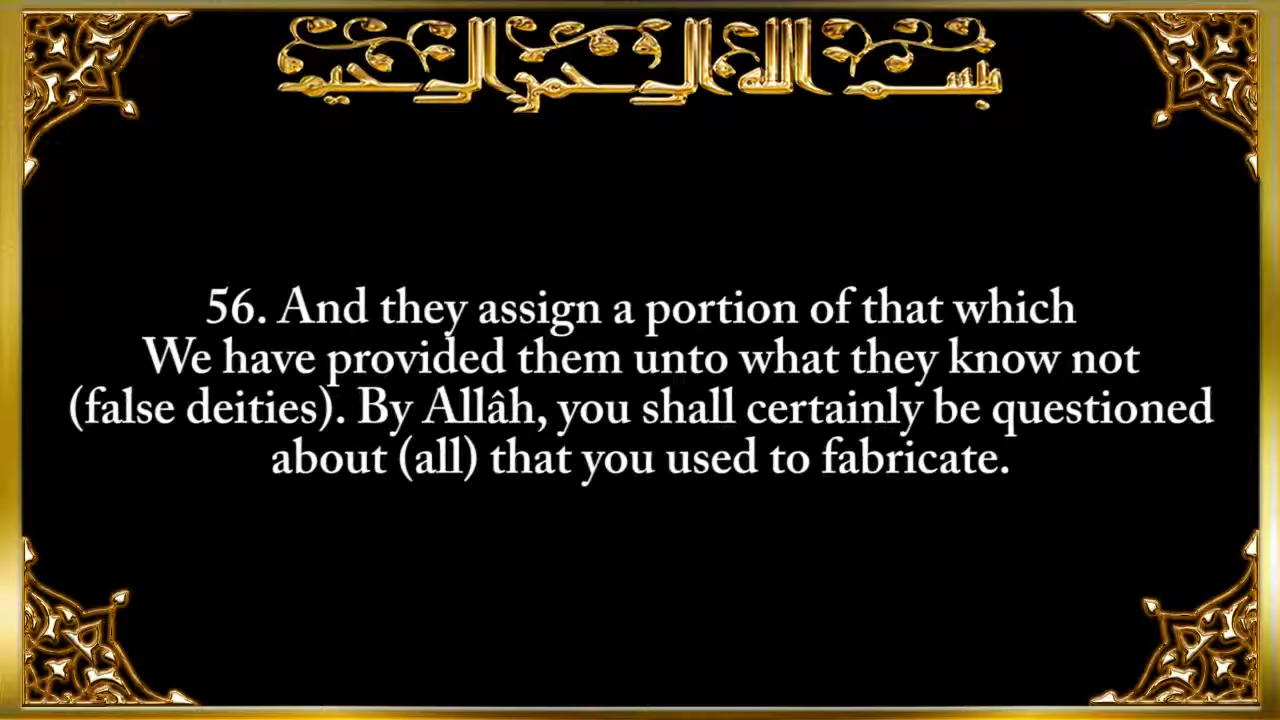 بسم الله الرحمن الرحيم
56. And they assign a portion of that which
We have provided them unto what they know not
(false deities). By Allâh, you shall certainly be questioned
about (all) that you used to fabricate.